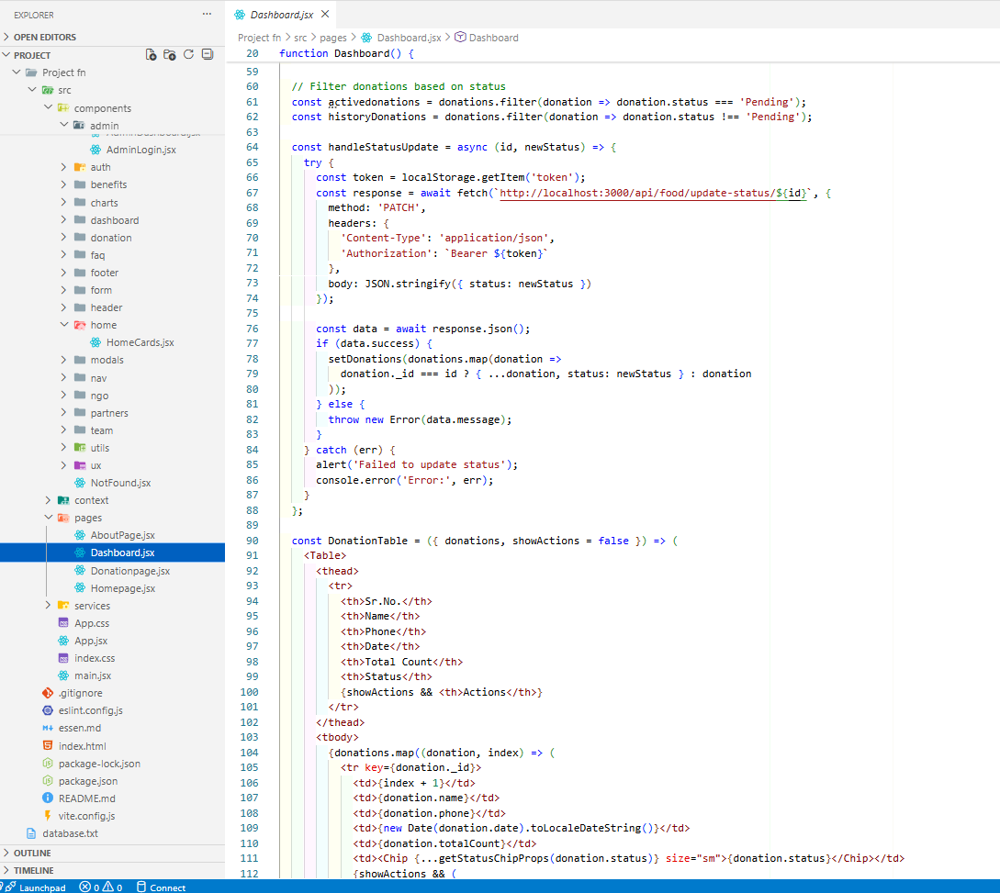 EXPLORER
···
OPEN EDITORS
PROJECT
Project fn
src
components
admin
AdminDashboard.jsx
AdminLogin.jsx
auth
benefits
charts
dashboard
donation
faq
footer
form
header
home
HomeCards.jsx
modals
nav
ngo
partners
team
utils
ux
NotFound.jsx
context
pages
AboutPage.jsx
Dashboard.jsx
Donationpage.jsx
Homepage.jsx
services
App.css
App.jsx
index.css
main.jsx
.gitignore
eslint.config.js
essen.md
index.html
package-lock.json
package.json
README.md
vite.config.js
database.txt
OUTLINE
TIMELINE
Dashboard.jsx
Project fn > src > pages > Dashboard.jsx > Dashboard
20 function Dashboard() {
59
60 // Filter donations based on status
61 const activedonations = donations.filter(donation => donation.status === 'Pending');
62 const historyDonations = donations.filter(donation => donation.status !== 'Pending');
63
64 const handleStatusUpdate = async (id, newStatus) => {
65 try {
66 const token = localStorage.getItem('token');
67 const response = await fetch(`http://localhost:3000/api/food/update-status/${id}`, {
68 method: 'PATCH',
69 headers: {
70 'Content-Type': 'application/json',
71 'Authorization': `Bearer ${token}`
72 },
73 body: JSON.stringify({ status: newStatus })
74 });
75
76 const data = await response.json();
77 if (data.success) {
78 setDonations(donations.map(donation =>
79 donation._id === id ? { ...donation, status: newStatus } : donation
80 ));
81 } else {
82 throw new Error(data.message);
83 }
84 } catch (err) {
85 alert('Failed to update status');
86 console.error('Error:', err);
87 }
88 };
89
90 const DonationTable = ({ donations, showActions = false }) => (
91 <Table>
92 <thead>
93 <tr>
94 <th>Sr.No.</th>
95 <th>Name</th>
96 <th>Phone</th>
97 <th>Date</th>
98 <th>Total Count</th>
99 <th>Status</th>
100 {showActions && <th>Actions</th>}
101 </tr>
102 </thead>
103 <tbody>
104 {donations.map((donation, index) => (
105 <tr key={donation._id}>
106 <td>{index + 1}</td>
107 <td>{donation.name}</td>
108 <td>{donation.phone}</td>
109 <td>{new Date(donation.date).toLocaleDateString()}</td>
110 <td>{donation.totalCount}</td>
111 <td><Chip {...getStatusChipProps(donation.status)} size="sm">{donation.status}</Chip></td>
112 {showActions && (
Launchpad 0 0 Connect